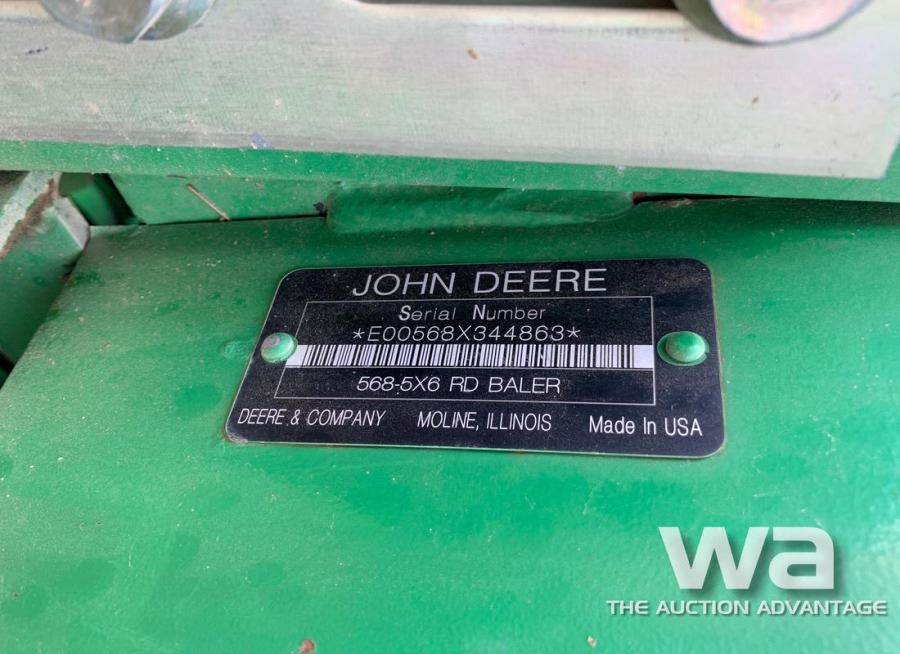 JOHN DEERE
Serial Number
*E00568X344863*
568-5X6 RD BALER
DEERE & COMPANY MOLINE, ILLINOIS Made In USA
wa
THE AUCTION ADVANTAGE